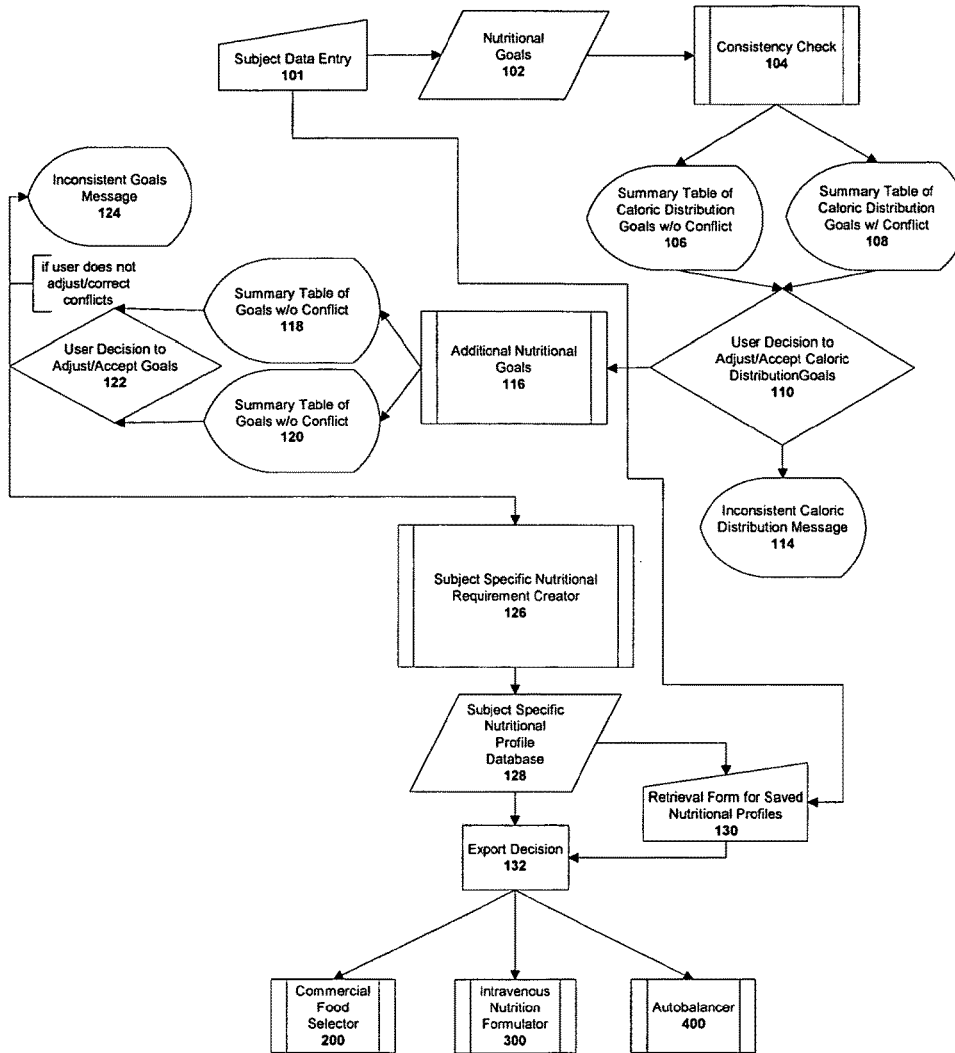 Subject Data Entry
101
Nutritional
Goals
102
Consistency Check
104
Inconsistent Goals
Message
124
Summary Table of
Caloric Distribution
Goals w/o Conflict
106
Summary Table of
Caloric Distribution
Goals w/ Conflict
108
if user does not
adjust/correct
conflicts
Summary Table of
Goals w/o Conflict
118
User Decision to
Adjust/Accept Goals
122
Additional Nutritional
Goals
116
User Decision to
Adjust/Accept Caloric
DistributionGoals
110
Summary Table of
Goals w/o Conflict
120
Inconsistent Caloric
Distribution Message
114
Subject Specific Nutritional
Requirement Creator
126
Subject Specific
Nutritional
Profile
Database
128
Retrieval Form for Saved
Nutritional Profiles
130
Export Decision
132
Commercial
Food
Selector
200
Intravenous
Nutrition
Formulator
300
Autobalancer
400